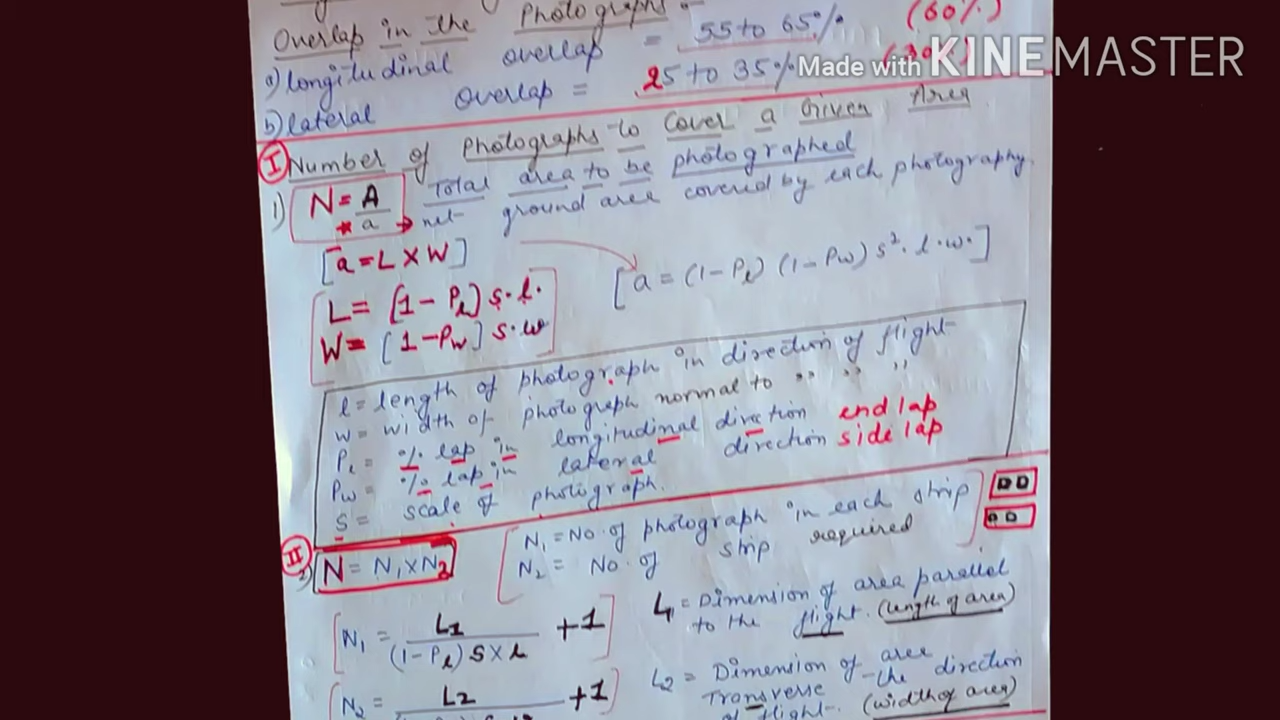 Overlap in the Photographs:-
a) longitudinal overlap = 55 to 65% (60%)
b) lateral overlap = 25 to 35%
Made with KINEMASTER
I Number of Photographs to Cover a Given Area
1) N = A/a Total area to be photographed
net ground area covered by each photography.
[a = L X W]
[a = (1 - Pl) (1 - Pw) s². l. w.]
L = [1 - Pl] s. l.
W = [1 - Pw] s. w
l = length of photograph in direction of flight
w = width of photograph normal to " " "
Pl = % lap in longitudinal direction end lap
Pw = % lap in lateral direction side lap
S = scale of photograph.
II
2) N = N1 X N2
N1 = No. of photograph in each strip
N2 = No. of strip required
[N1 = L1/(1 - Pl) S X l + 1]
L1 = Dimension of area parallel
to the flight. (length of area)
[N2 = L2 + 1]
L2 = Dimension of area
Transverse the direction
of flight. (width of area)